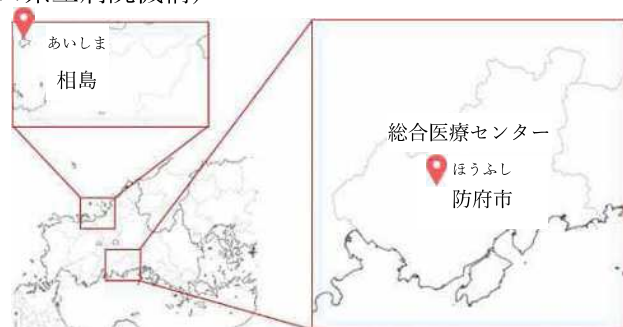 あいしま
相島
総合医療センター
ほうふし
防府市